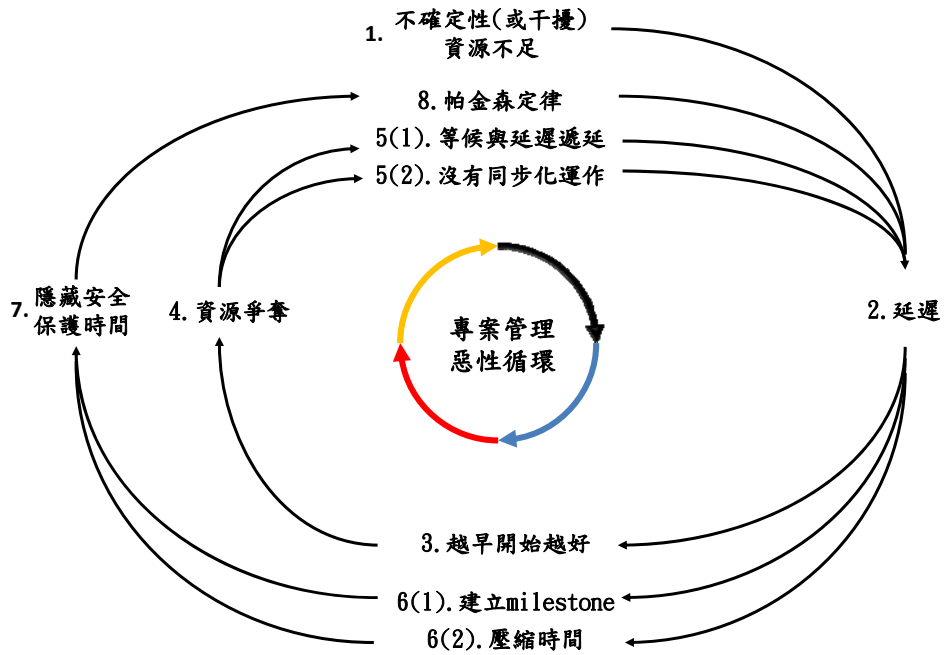 1. 不確定性(或干擾)
資源不足
8.帕金森定律
5(1).等候與延遲遞延
5(2).沒有同步化運作
7.隱藏安全
保護時間
4.資源爭奪
專案管理
惡性循環
2.延遲
3.越早開始越好
6(1).建立milestone
6(2).壓縮時間